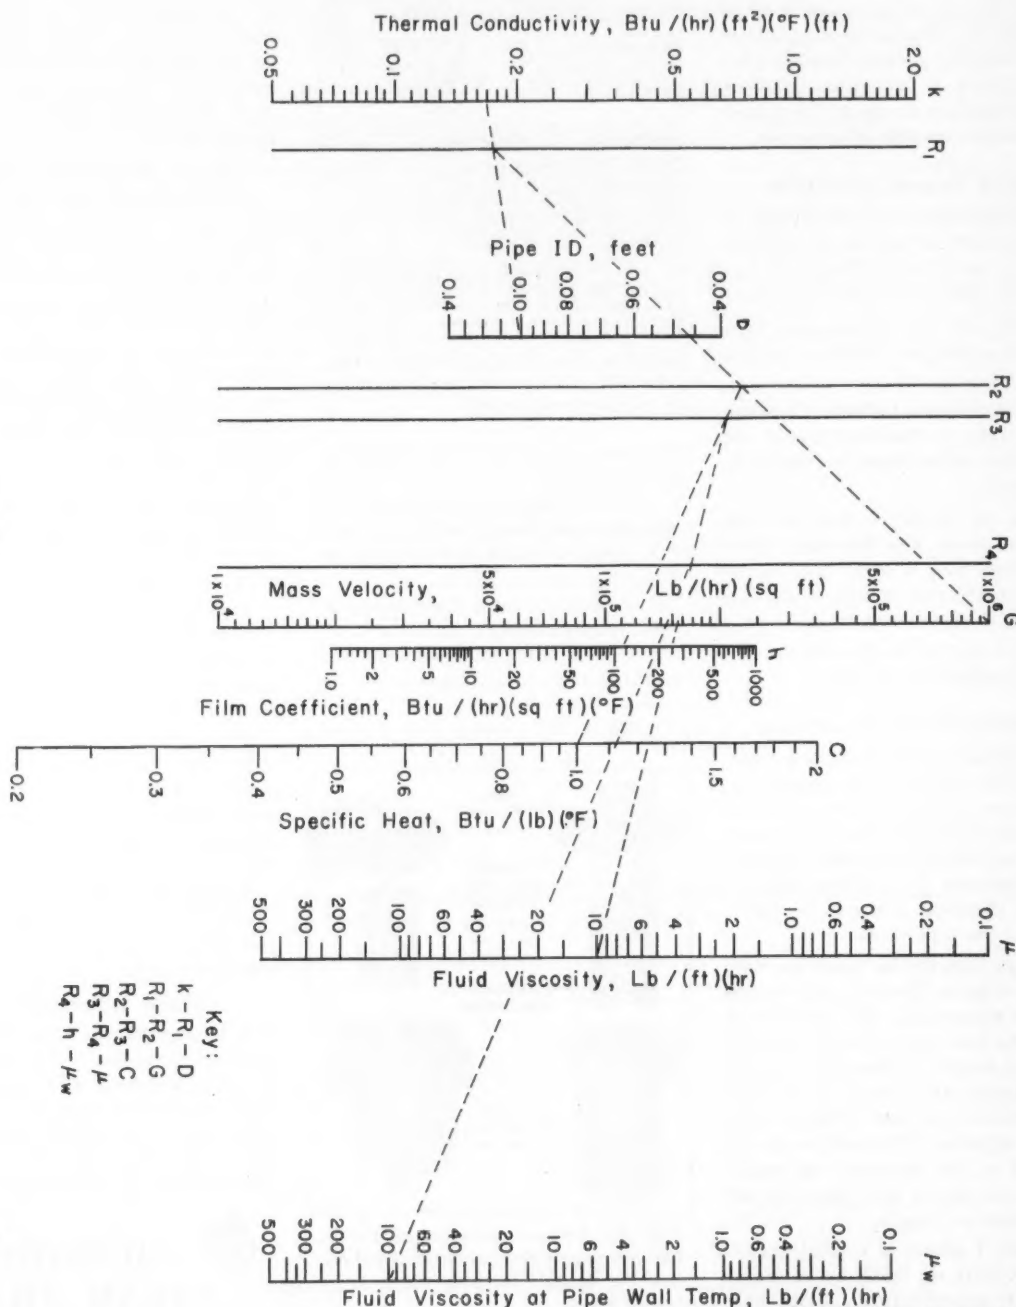 Thermal Conductivity, Btu/(hr)(ft²)(°F)(ft)
0.05 0.1 0.2 0.5 1.0 2.0 k
R₁
Pipe ID, feet
0.14 0.10 0.08 0.06 0.04 D
R₂
R₃
R₄
Mass Velocity, Lb/(hr)(sq ft)
1x10⁴ 5x10⁴ 1x10⁵ 5x10⁵ 1x10⁶ G
h
1.0 2 5 10 20 50 100 200 500 1000
Film Coefficient, Btu/(hr)(sq ft)(°F)
C
0.2 0.3 0.4 0.5 0.6 0.8 1.0 1.5 2
Specific Heat, Btu/(lb)(°F)
500 300 200 100 60 40 20 10 6 4 2 1.0 0.6 0.4 0.2 0.1 μ
Fluid Viscosity, Lb/(ft)(hr)
Key:
k-R₁-D
R₁-R₂-G
R₂-R₃-C
R₃-R₄-μ
R₄-h-μw
500 300 200 100 60 40 20 10 6 4 2 1.0 0.6 0.4 0.2 0.1 μw
Fluid Viscosity at Pipe Wall Temp, Lb/(ft)(hr)